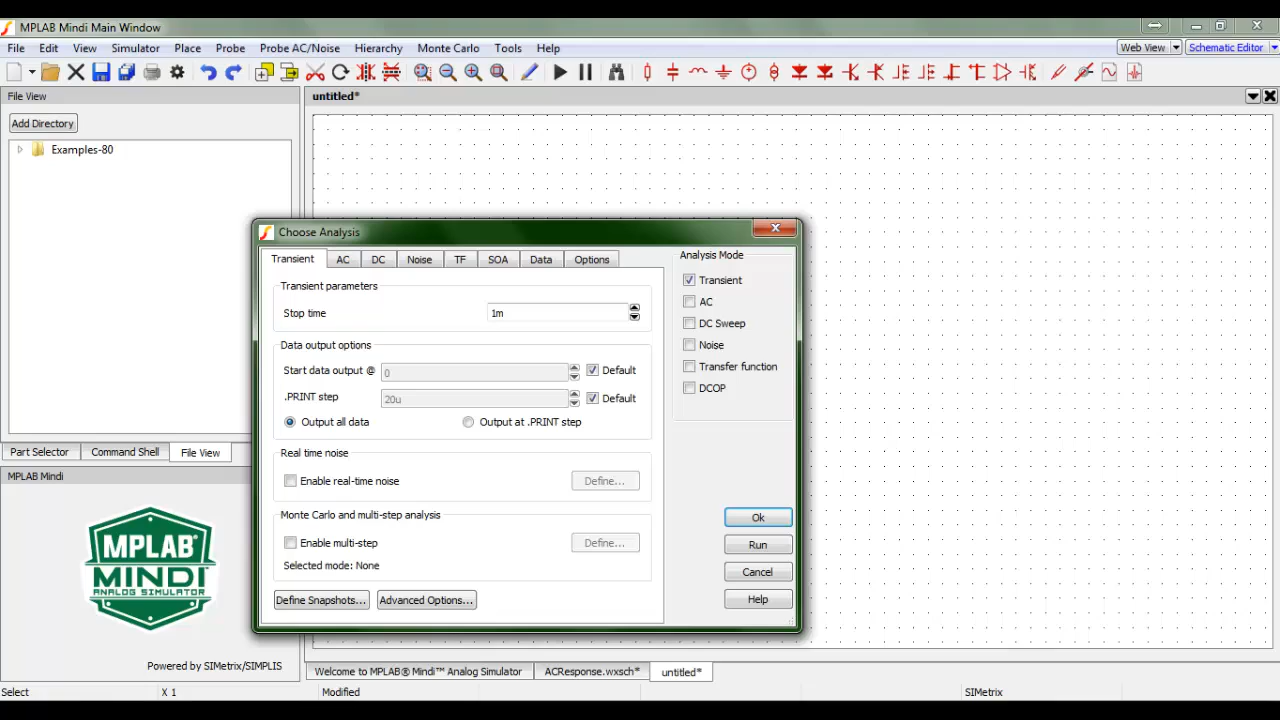 MPLAB Mindi Main Window
File Edit View Simulator Place Probe Probe AC/Noise Hierarchy Monte Carlo Tools Help
Web View Schematic Editor
File View
untitled*
Add Directory
Examples-80
Choose Analysis
Transient AC DC Noise TF SOA Data Options
Transient parameters
Stop time 1m
Data output options
Start data output @ 0 Default
.PRINT step 20u Default
Output all data Output at .PRINT step
Real time noise
Enable real-time noise Define...
Monte Carlo and multi-step analysis
Enable multi-step Define...
Selected mode: None
Define Snapshots... Advanced Options...
Analysis Mode
Transient
AC
DC Sweep
Noise
Transfer function
DCOP
Ok
Run
Cancel
Help
Part Selector Command Shell File View
MPLAB Mindi
MPLAB
MINDI
ANALOG SIMULATOR
Powered by SIMetrix/SIMPLIS
Welcome to MPLAB® Mindi™ Analog Simulator ACResponse.wxsch* untitled*
Select X 1 Modified SIMetrix